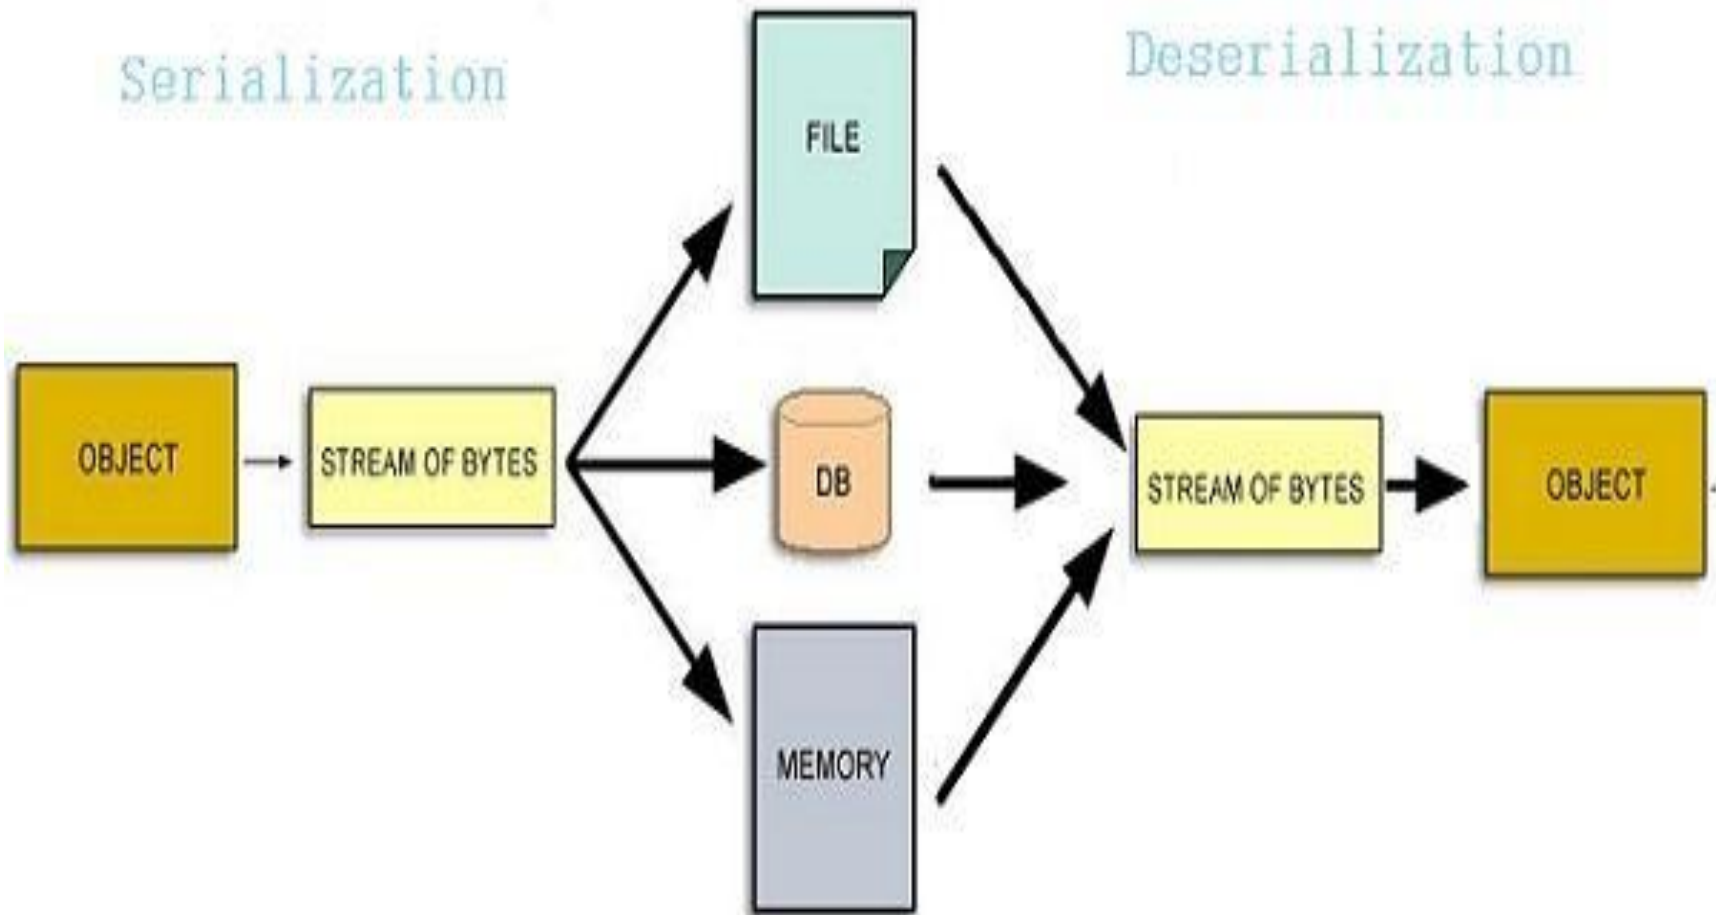 Serialization
Deserialization
FILE
OBJECT
STREAM OF BYTES
DB
STREAM OF BYTES
OBJECT
MEMORY